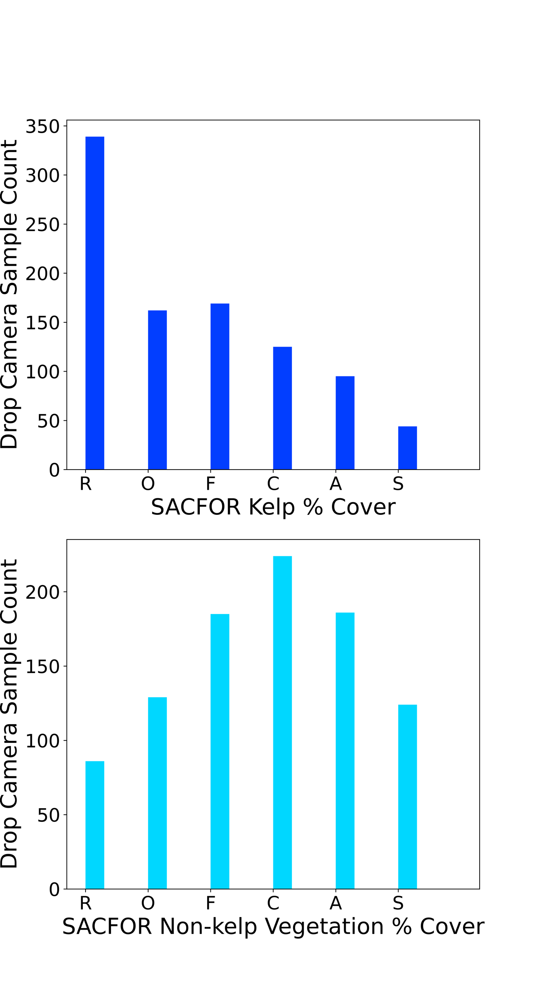 Drop Camera Sample Count
350
300
250
200
150
100
50
0
R O F C A S
SACFOR Kelp % Cover
Drop Camera Sample Count
200
150
100
50
0
R O F C A S
SACFOR Non-kelp Vegetation % Cover